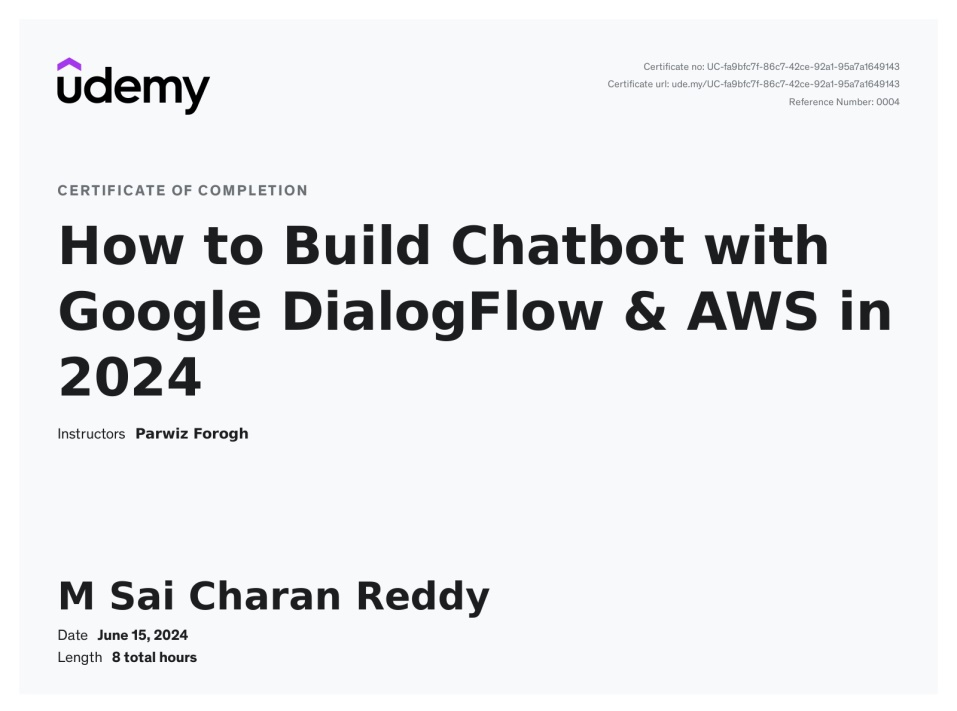 udemy
Certificate no: UC-fa9bfc7f-86c7-42ce-92a1-95a7a1649143
Certificate url: ude.my/UC-fa9bfc7f-86c7-42ce-92a1-95a7a1649143
Reference Number: 0004
CERTIFICATE OF COMPLETION
How to Build Chatbot with
Google DialogFlow & AWS in
2024
Instructors Parwiz Forogh
M Sai Charan Reddy
Date June 15, 2024
Length 8 total hours